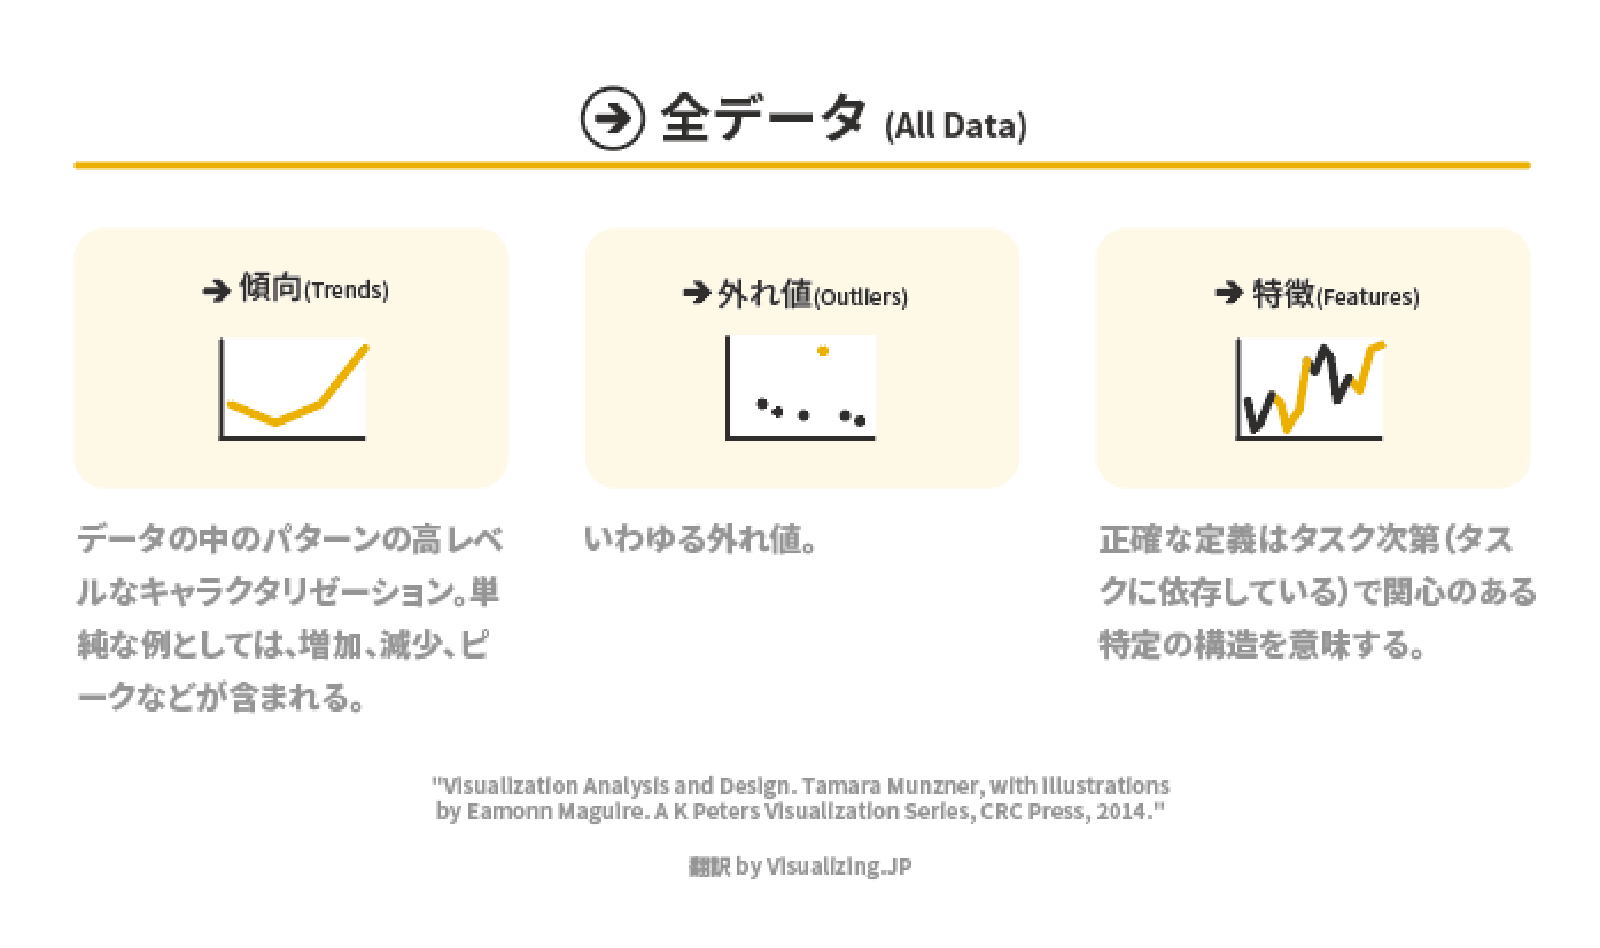 全データ (All Data)
傾向(Trends)
外れ値(Outliers)
特徴(Features)
データの中のパターンの高レベ
ルなキャラクタリゼーション。単
純な例としては、増加、減少、ピ
ークなどが含まれる。
いわゆる外れ値。
正確な定義はタスク次第(タス
クに依存している)で関心のある
特定の構造を意味する。
"Visualization Analysis and Design. Tamara Munzner, with illustrations
by Eamonn Maguire. A K Peters Visualization Series, CRC Press, 2014."
翻訳 by Visualizing.JP